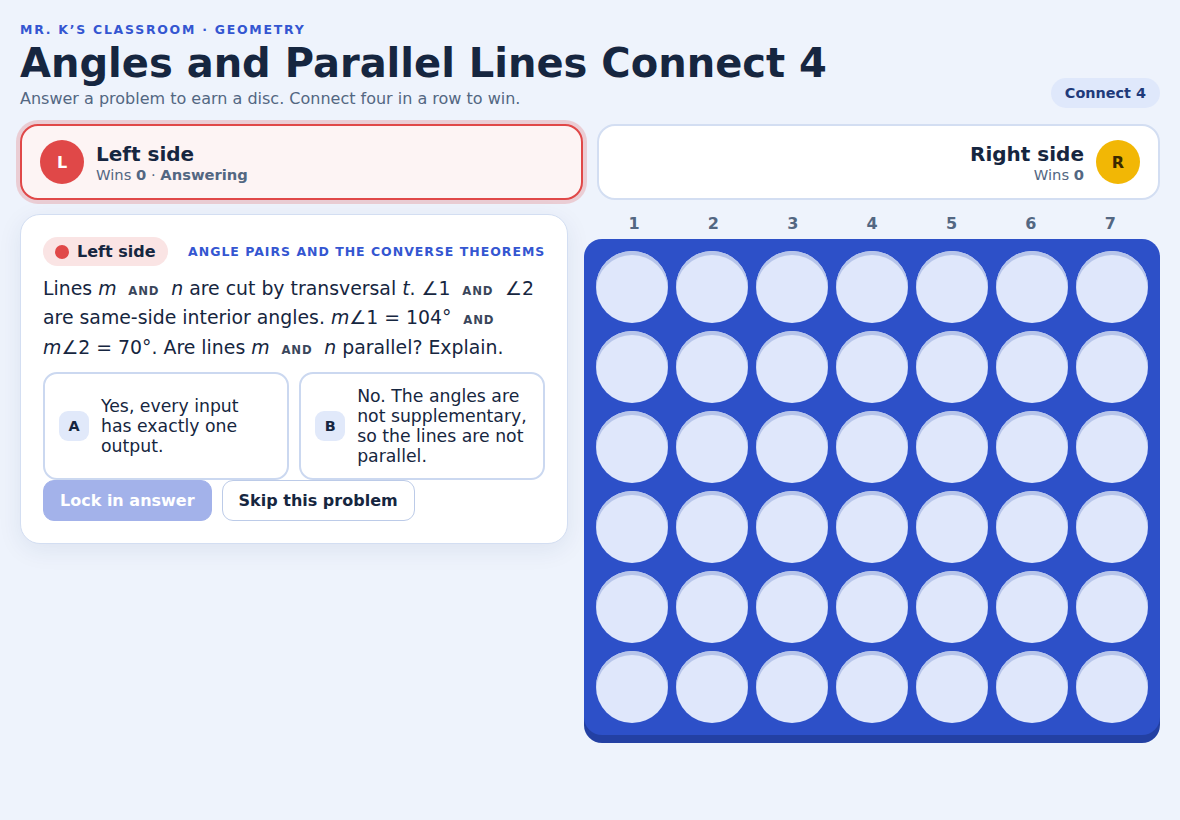 MR. K’S CLASSROOM · GEOMETRY
Angles and Parallel Lines Connect 4
Answer a problem to earn a disc. Connect four in a row to win.
Connect 4
L
Left side
Wins 0 · Answering
Right side
Wins 0
R
Left side
ANGLE PAIRS AND THE CONVERSE THEOREMS
Lines m AND n are cut by transversal t. ∠1 AND ∠2
are same-side interior angles. m∠1 = 104° AND
m∠2 = 70°. Are lines m AND n parallel? Explain.
A
Yes, every input
has exactly one
output.
B
No. The angles are
not supplementary,
so the lines are not
parallel.
Lock in answer
Skip this problem
1 2 3 4 5 6 7